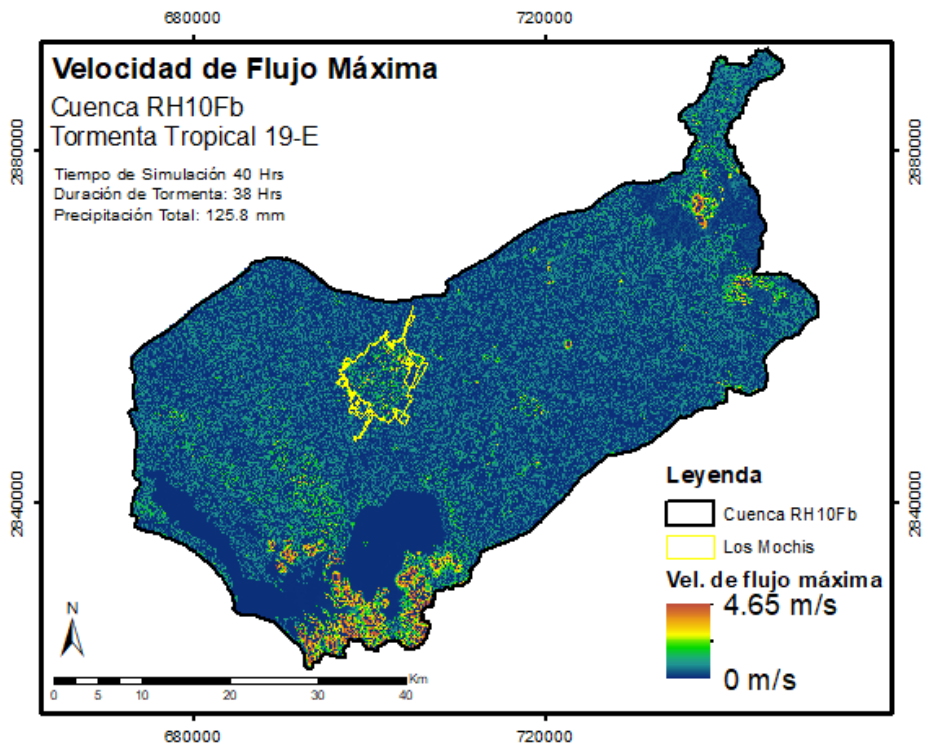 680000
720000
Velocidad de Flujo Máxima
Cuenca RH10Fb
Tormenta Tropical 19-E
Tiempo de Simulación 40 Hrs
Duración de Tormenta: 38 Hrs
Precipitación Total: 125.8 mm
2880000
2880000
2840000
2840000
Leyenda
Cuenca RH10Fb
Los Mochis
Vel. de flujo máxima
4.65 m/s
0 m/s
N
Km
0 5 10 20 30 40
680000
720000